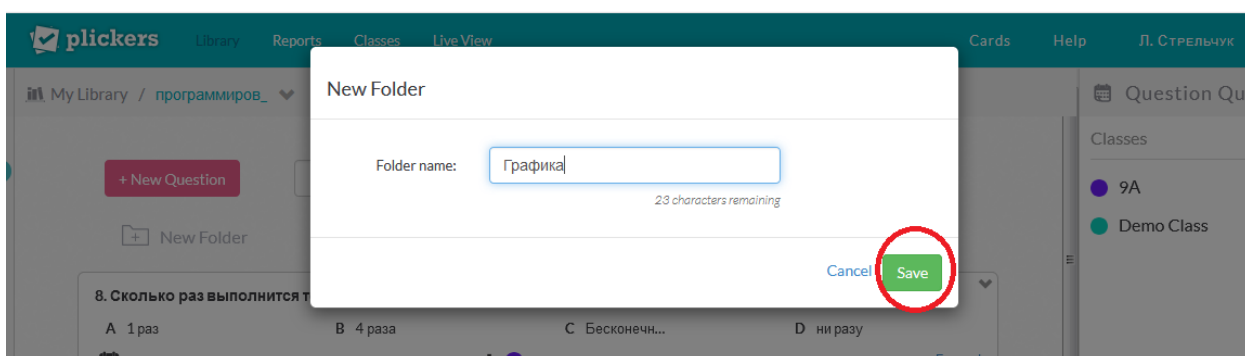 plickers Library Reports Classes Live View Cards Help Л. Стрельчук
My Library / программиров_
New Folder
Question Qu
Classes
Folder name: Графика
+ New Question
23 characters remaining
9A
New Folder
Demo Class
Cancel Save
8. Сколько раз выполнится т
A 1 раз B 4 раза C Бесконечн... D ни разу